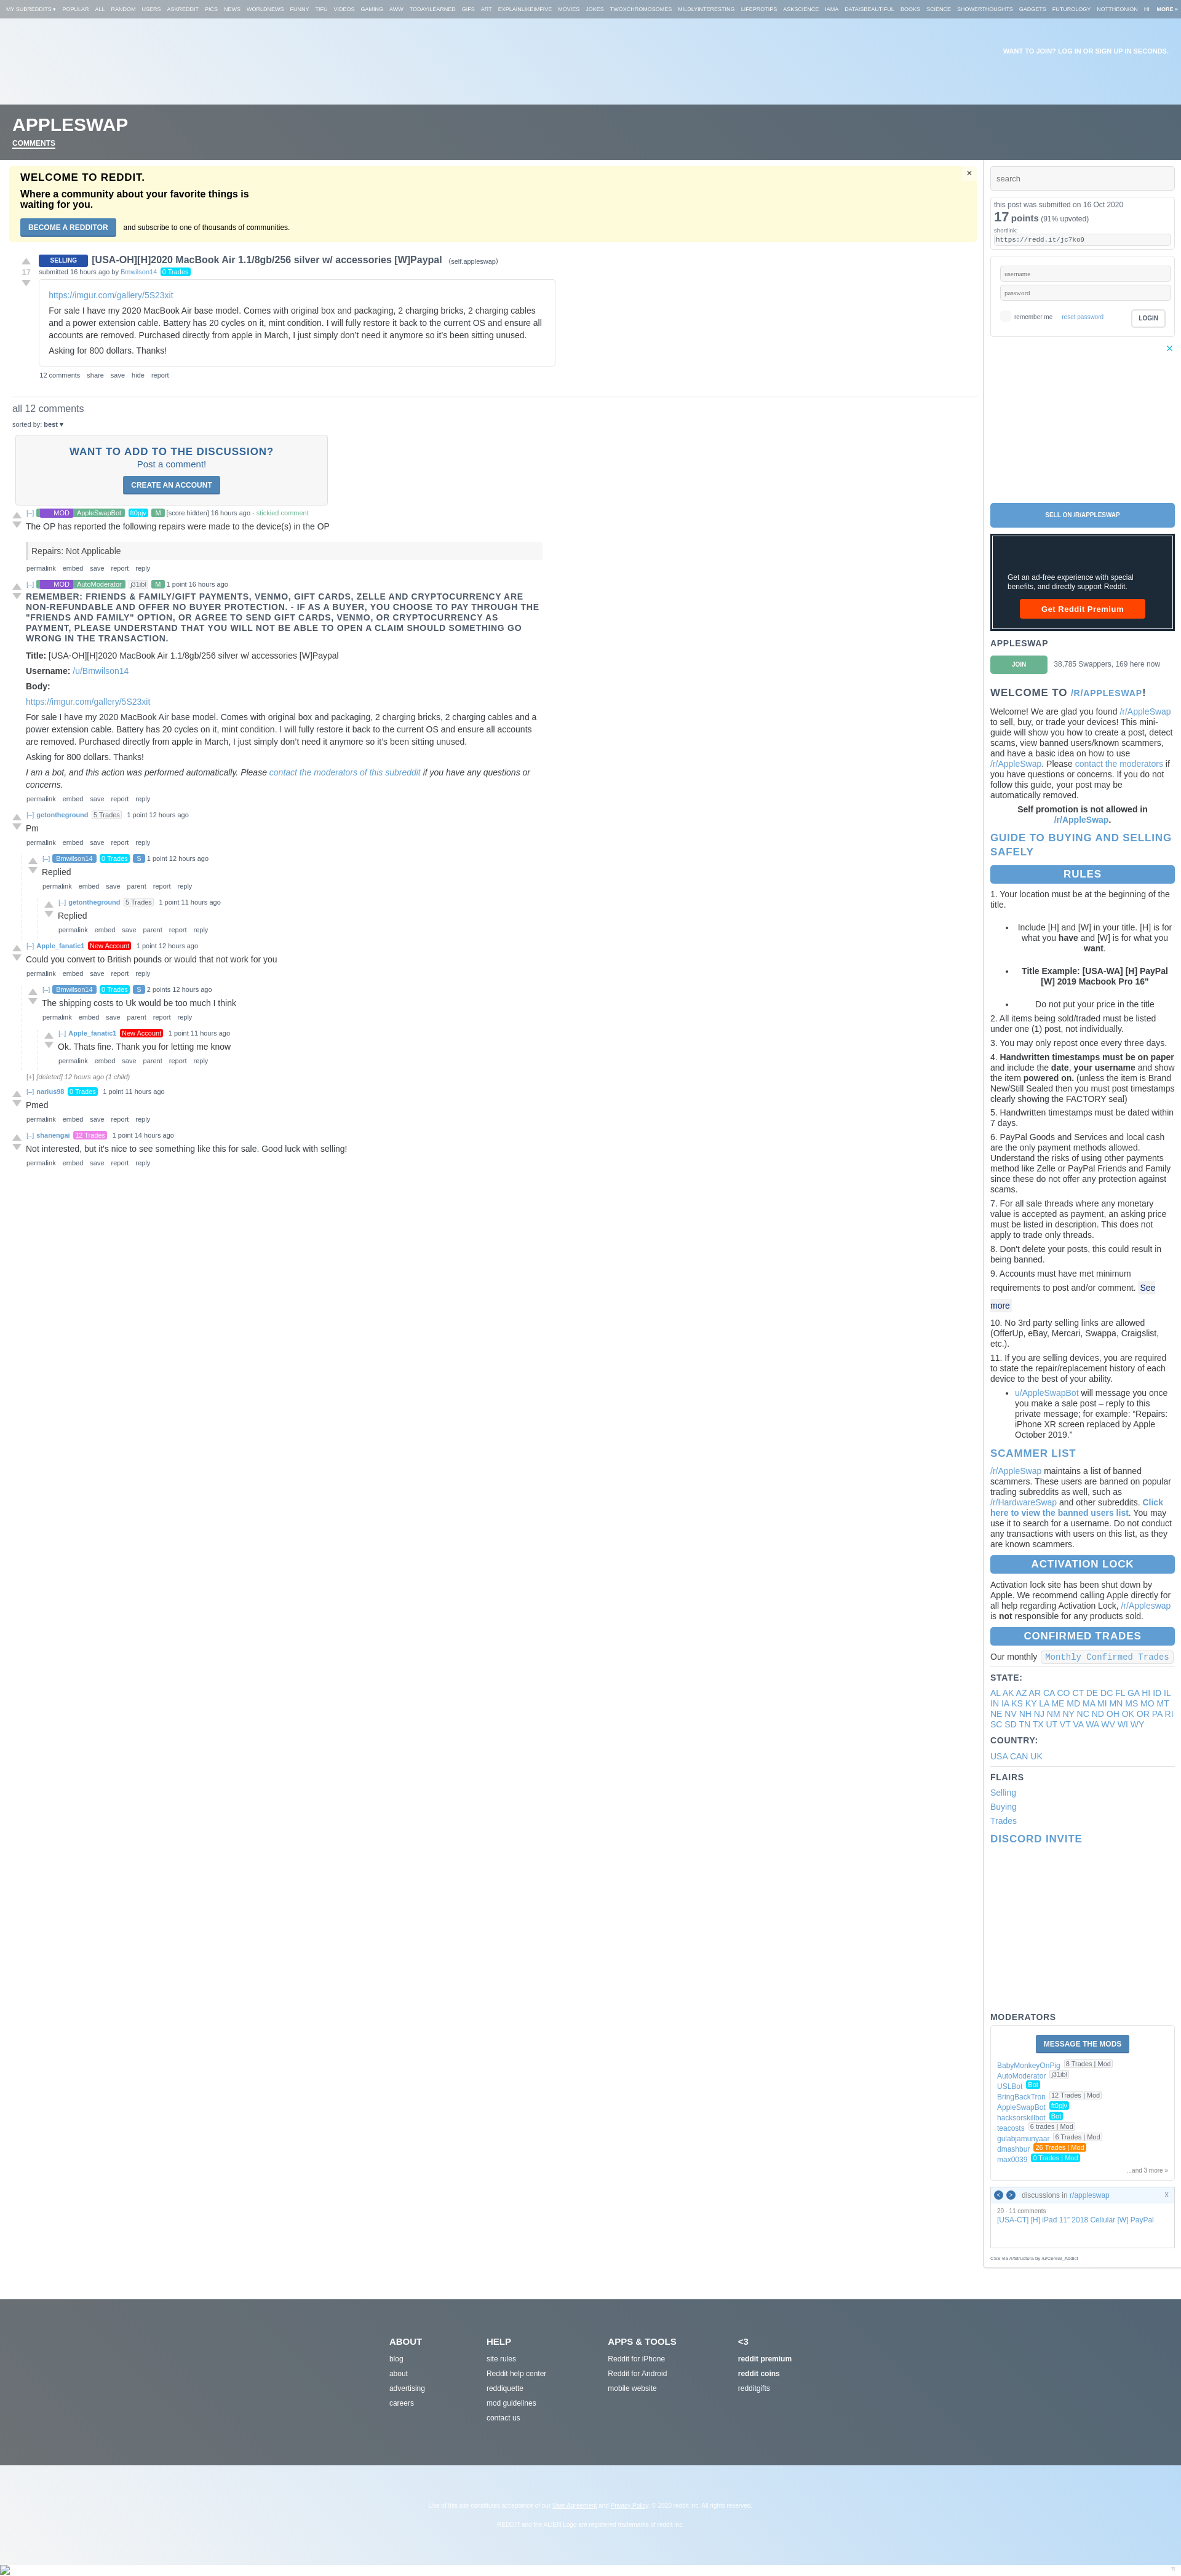 MY SUBREDDITS ▾ POPULAR ALL RANDOM USERS ASKREDDIT PICS NEWS WORLDNEWS FUNNY TIFU VIDEOS GAMING AWW TODAYILEARNED GIFS ART EXPLAINLIKEIMFIVE MOVIES JOKES TWOXCHROMOSOMES MILDLYINTERESTING LIFEPROTIPS ASKSCIENCE IAMA DATAISBEAUTIFUL BOOKS SCIENCE SHOWERTHOUGHTS GADGETS FUTUROLOGY NOTTHEONION HI MORE »
WANT TO JOIN? LOG IN OR SIGN UP IN SECONDS.
APPLESWAP
COMMENTS
WELCOME TO REDDIT.
×
Where a community about your favorite things is
waiting for you.
BECOME A REDDITOR and subscribe to one of thousands of communities.
SELLING [USA-OH][H]2020 MacBook Air 1.1/8gb/256 silver w/ accessories [W]Paypal (self.appleswap)
17
submitted 16 hours ago by Bmwilson14 0 Trades
https://imgur.com/gallery/5S23xit
For sale I have my 2020 MacBook Air base model. Comes with original box and packaging, 2 charging bricks, 2 charging cables
and a power extension cable. Battery has 20 cycles on it, mint condition. I will fully restore it back to the current OS and ensure all
accounts are removed. Purchased directly from apple in March, I just simply don't need it anymore so it's been sitting unused.
Asking for 800 dollars. Thanks!
12 comments share save hide report
all 12 comments
sorted by: best ▾
WANT TO ADD TO THE DISCUSSION?
Post a comment!
CREATE AN ACCOUNT
[–] MOD AppleSwapBot ft0pjv M [score hidden] 16 hours ago - stickied comment
The OP has reported the following repairs were made to the device(s) in the OP
Repairs: Not Applicable
permalink embed save report reply
[–] MOD AutoModerator j31ibl M 1 point 16 hours ago
REMEMBER: FRIENDS & FAMILY/GIFT PAYMENTS, VENMO, GIFT CARDS, ZELLE AND CRYPTOCURRENCY ARE
NON-REFUNDABLE AND OFFER NO BUYER PROTECTION. - IF AS A BUYER, YOU CHOOSE TO PAY THROUGH THE
"FRIENDS AND FAMILY" OPTION, OR AGREE TO SEND GIFT CARDS, VENMO, OR CRYPTOCURRENCY AS
PAYMENT, PLEASE UNDERSTAND THAT YOU WILL NOT BE ABLE TO OPEN A CLAIM SHOULD SOMETHING GO
WRONG IN THE TRANSACTION.
Title: [USA-OH][H]2020 MacBook Air 1.1/8gb/256 silver w/ accessories [W]Paypal
Username: /u/Bmwilson14
Body:
https://imgur.com/gallery/5S23xit
For sale I have my 2020 MacBook Air base model. Comes with original box and packaging, 2 charging bricks, 2 charging cables and a
power extension cable. Battery has 20 cycles on it, mint condition. I will fully restore it back to the current OS and ensure all accounts
are removed. Purchased directly from apple in March, I just simply don't need it anymore so it's been sitting unused.
Asking for 800 dollars. Thanks!
I am a bot, and this action was performed automatically. Please contact the moderators of this subreddit if you have any questions or
concerns.
permalink embed save report reply
[–] getontheground 5 Trades 1 point 12 hours ago
Pm
permalink embed save report reply
[–] Bmwilson14 0 Trades S 1 point 12 hours ago
Replied
permalink embed save parent report reply
[–] getontheground 5 Trades 1 point 11 hours ago
Replied
permalink embed save parent report reply
[–] Apple_fanatic1 New Account 1 point 12 hours ago
Could you convert to British pounds or would that not work for you
permalink embed save report reply
[–] Bmwilson14 0 Trades S 2 points 12 hours ago
The shipping costs to Uk would be too much I think
permalink embed save parent report reply
[–] Apple_fanatic1 New Account 1 point 11 hours ago
Ok. Thats fine. Thank you for letting me know
permalink embed save parent report reply
[+] [deleted] 12 hours ago (1 child)
[–] narius98 0 Trades 1 point 11 hours ago
Pmed
permalink embed save report reply
[–] shanengai 12 Trades 1 point 14 hours ago
Not interested, but it's nice to see something like this for sale. Good luck with selling!
permalink embed save report reply
search
this post was submitted on 16 Oct 2020
17 points (91% upvoted)
shortlink:
https://redd.it/jc7ko9
username
password
remember me reset password LOGIN
✕
SELL ON /R/APPLESWAP
Get an ad-free experience with special
benefits, and directly support Reddit.
Get Reddit Premium
APPLESWAP
JOIN 38,785 Swappers, 169 here now
WELCOME TO /R/APPLESWAP!
Welcome! We are glad you found /r/AppleSwap
to sell, buy, or trade your devices! This mini-
guide will show you how to create a post, detect
scams, view banned users/known scammers,
and have a basic idea on how to use
/r/AppleSwap. Please contact the moderators if
you have questions or concerns. If you do not
follow this guide, your post may be
automatically removed.
Self promotion is not allowed in
/r/AppleSwap.
GUIDE TO BUYING AND SELLING
SAFELY
RULES
1. Your location must be at the beginning of the
title.
• Include [H] and [W] in your title. [H] is for
what you have and [W] is for what you
want.
• Title Example: [USA-WA] [H] PayPal
[W] 2019 Macbook Pro 16"
• Do not put your price in the title
2. All items being sold/traded must be listed
under one (1) post, not individually.
3. You may only repost once every three days.
4. Handwritten timestamps must be on paper
and include the date, your username and show
the item powered on. (unless the item is Brand
New/Still Sealed then you must post timestamps
clearly showing the FACTORY seal)
5. Handwritten timestamps must be dated within
7 days.
6. PayPal Goods and Services and local cash
are the only payment methods allowed.
Understand the risks of using other payments
method like Zelle or PayPal Friends and Family
since these do not offer any protection against
scams.
7. For all sale threads where any monetary
value is accepted as payment, an asking price
must be listed in description. This does not
apply to trade only threads.
8. Don't delete your posts, this could result in
being banned.
9. Accounts must have met minimum
requirements to post and/or comment. See
more
10. No 3rd party selling links are allowed
(OfferUp, eBay, Mercari, Swappa, Craigslist,
etc.).
11. If you are selling devices, you are required
to state the repair/replacement history of each
device to the best of your ability.
• u/AppleSwapBot will message you once
you make a sale post – reply to this
private message; for example: “Repairs:
iPhone XR screen replaced by Apple
October 2019.”
SCAMMER LIST
/r/AppleSwap maintains a list of banned
scammers. These users are banned on popular
trading subreddits as well, such as
/r/HardwareSwap and other subreddits. Click
here to view the banned users list. You may
use it to search for a username. Do not conduct
any transactions with users on this list, as they
are known scammers.
ACTIVATION LOCK
Activation lock site has been shut down by
Apple. We recommend calling Apple directly for
all help regarding Activation Lock, /r/Appleswap
is not responsible for any products sold.
CONFIRMED TRADES
Our monthly Monthly Confirmed Trades
STATE:
AL AK AZ AR CA CO CT DE DC FL GA HI ID IL
IN IA KS KY LA ME MD MA MI MN MS MO MT
NE NV NH NJ NM NY NC ND OH OK OR PA RI
SC SD TN TX UT VT VA WA WV WI WY
COUNTRY:
USA CAN UK
FLAIRS
Selling
Buying
Trades
DISCORD INVITE
MODERATORS
MESSAGE THE MODS
BabyMonkeyOnPig 8 Trades | Mod
AutoModerator j31ibl
USLBot Bot
BringBackTron 12 Trades | Mod
AppleSwapBot ft0pjv
hacksorskillbot Bot
teacosts 6 trades | Mod
gulabjamunyaar 6 Trades | Mod
dmashbur 26 Trades | Mod
max0039 0 Trades | Mod
...and 3 more »
< > discussions in r/appleswap X
20 · 11 comments
[USA-CT] [H] iPad 11” 2018 Cellular [W] PayPal
CSS via /r/Structura by /u/Cereal_Addict
ABOUT
blog
about
advertising
careers
HELP
site rules
Reddit help center
reddiquette
mod guidelines
contact us
APPS & TOOLS
Reddit for iPhone
Reddit for Android
mobile website
<3
reddit premium
reddit coins
redditgifts
Use of this site constitutes acceptance of our User Agreement and Privacy Policy. © 2020 reddit inc. All rights reserved.
REDDIT and the ALIEN Logo are registered trademarks of reddit inc.
π